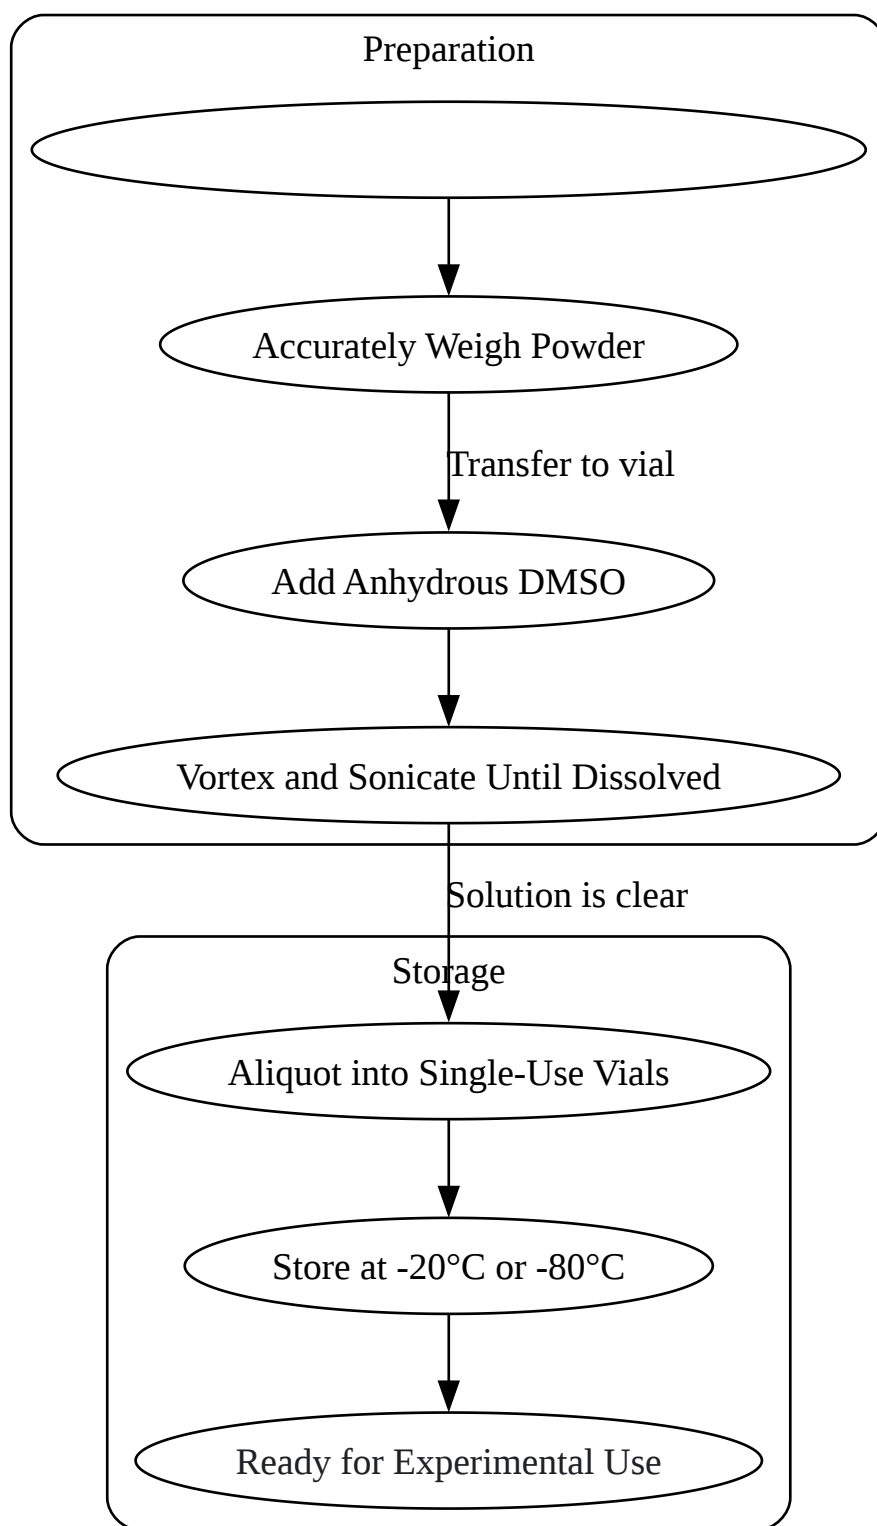 Preparation
Accurately Weigh Powder
Transfer to vial
Add Anhydrous DMSO
Vortex and Sonicate Until Dissolved
Solution is clear
Storage
Aliquot into Single-Use Vials
Store at -20°C or -80°C
Ready for Experimental Use